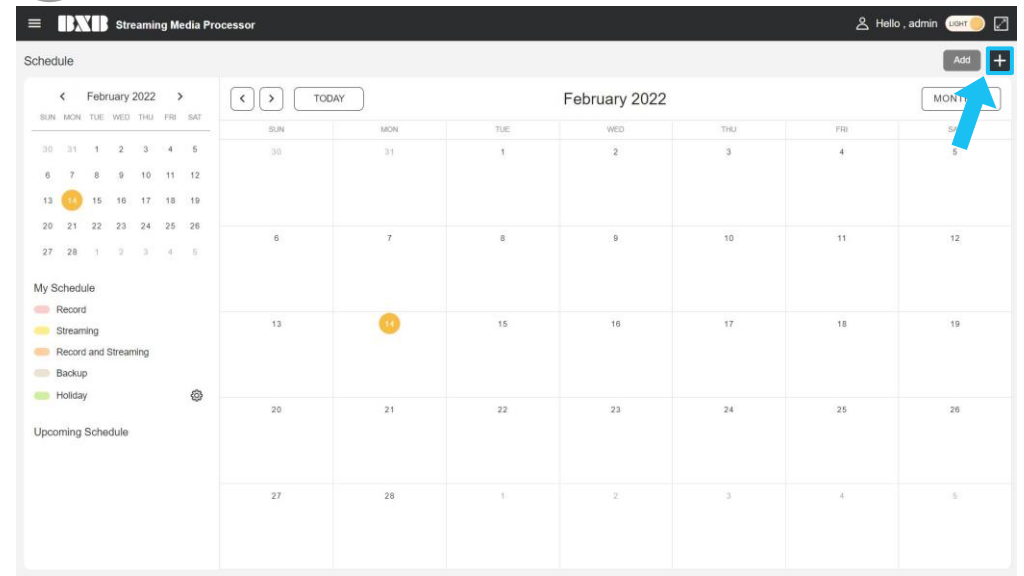 BXB Streaming Media Processor
Hello , admin LIGHT
Schedule
Add
February 2022
SUN MON TUE WED THU FRI SAT
30 31 1 2 3 4 5
6 7 8 9 10 11 12
13 14 15 16 17 18 19
20 21 22 23 24 25 26
27 28 1 2 3 4 5
My Schedule
Record
Streaming
Record and Streaming
Backup
Holiday
Upcoming Schedule
TODAY
February 2022
SUN MON TUE WED THU FRI
30 31 1 2 3 4 5
6 7 8 9 10 11 12
13 14 15 16 17 18 19
20 21 22 23 24 25 26
27 28 1 2 3 4 5